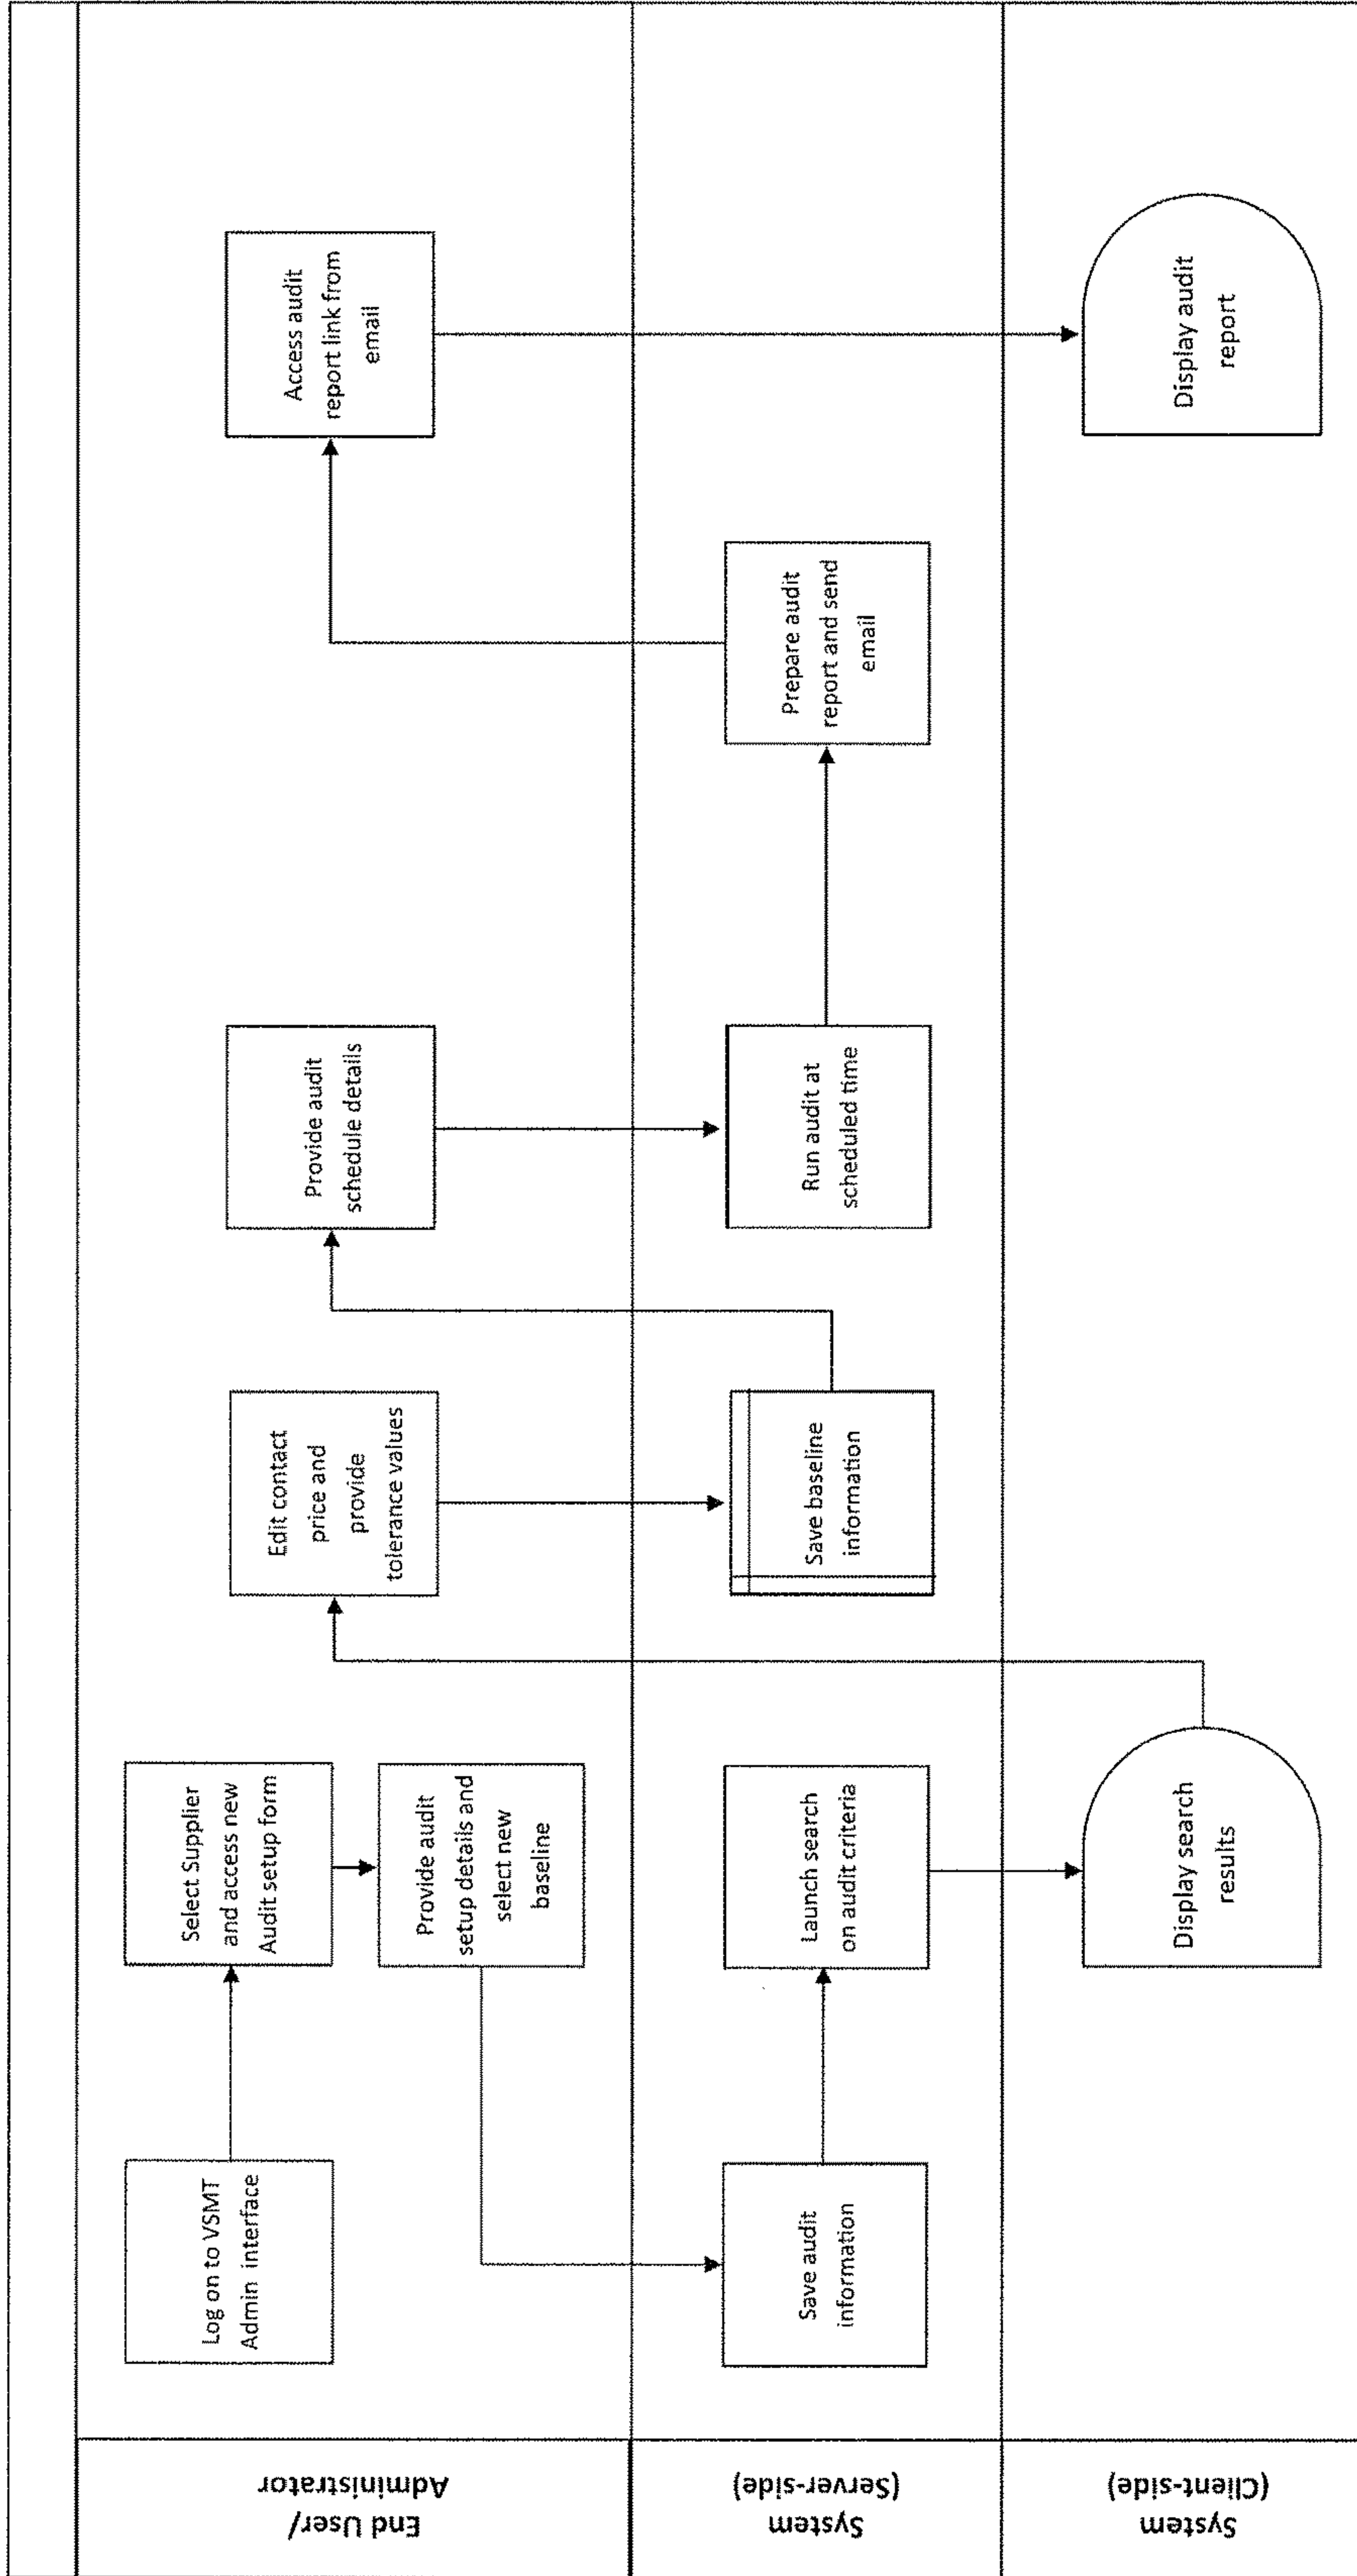 End User/
Administrator
Log on to VSMT
Admin interface
Select Supplier
and access new
Audit setup form
Provide audit
setup details and
select new
baseline
Edit contact
price and
provide
tolerance values
Provide audit
schedule details
Access audit
report link from
email
System
(Server-side)
Save audit
information
Launch search
on audit criteria
Save baseline
information
Run audit at
scheduled time
Prepare audit
report and send
email
System
(Client-side)
Display search
results
Display audit
report